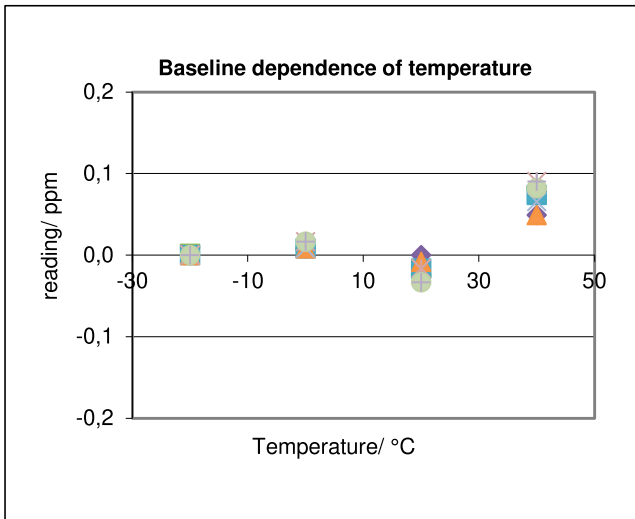 Baseline dependence of temperature
0,2
0,1
0,0
-0,1
-0,2
reading/ ppm
-30 -10 10 30 50
Temperature/ °C